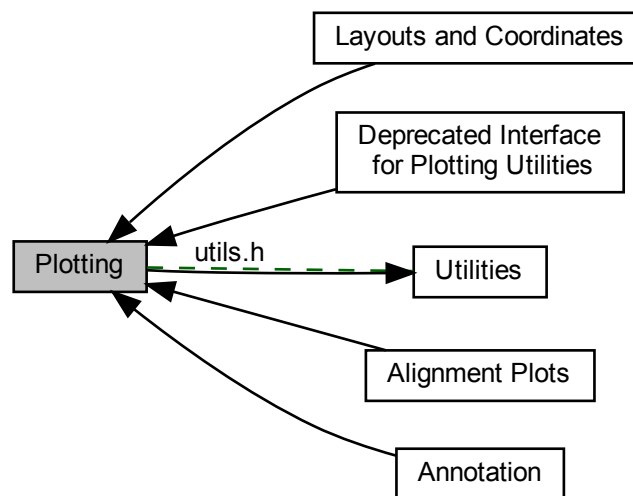 Layouts and Coordinates
Deprecated Interface
for Plotting Utilities
utils.h
Plotting
Utilities
Alignment Plots
Annotation